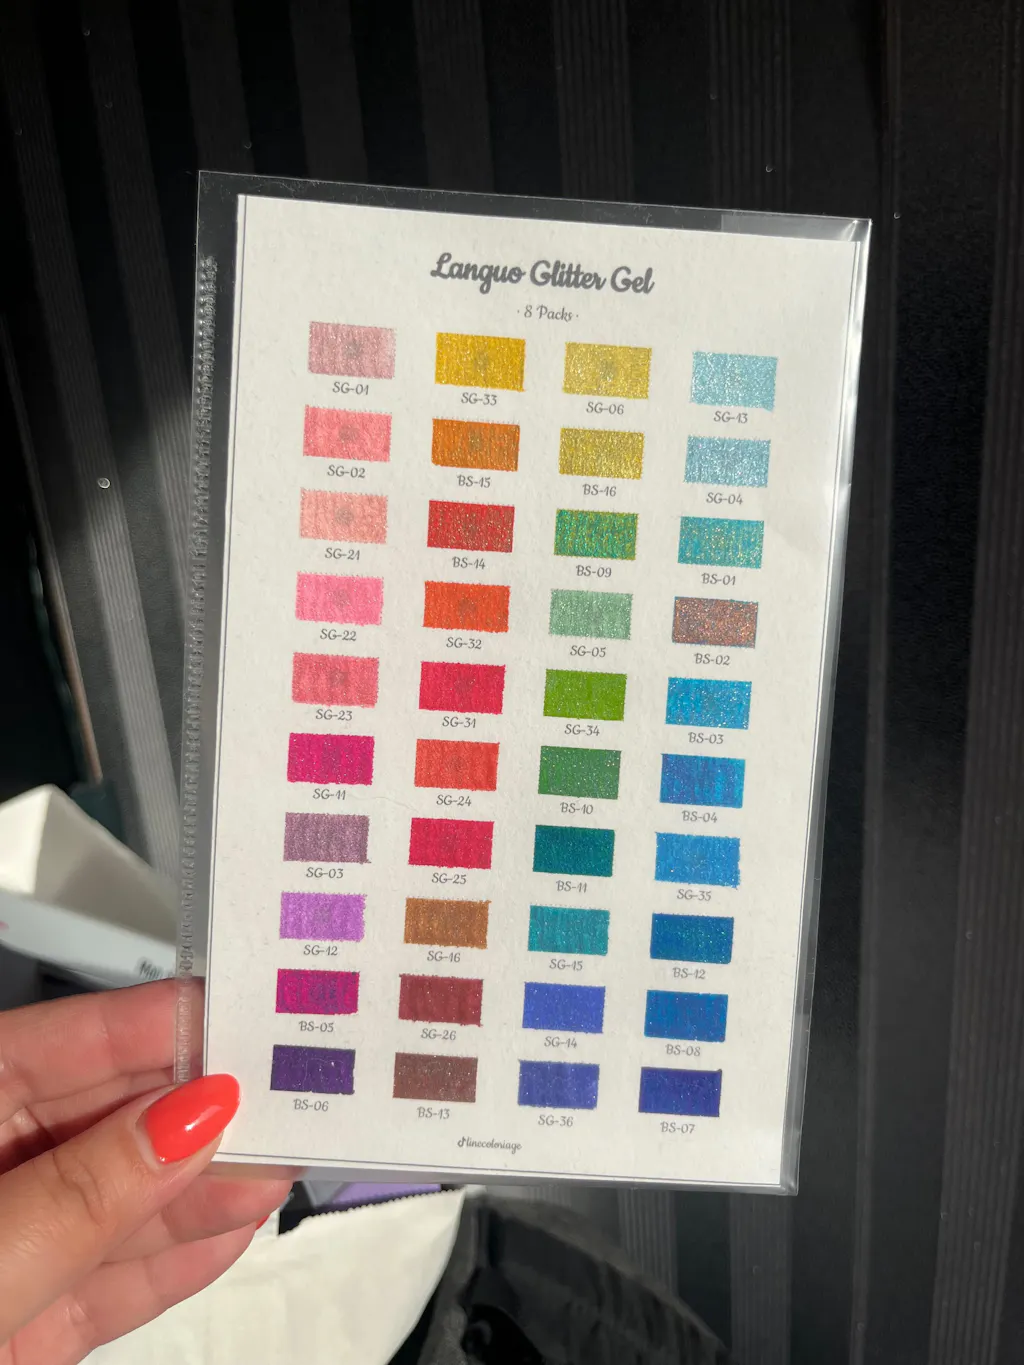 Languo Glitter Gel
· 8 Packs ·
SG-01 SG-33 SG-06 SG-13
SG-02 BS-15 BS-16 SG-04
SG-21 BS-14 BS-09 BS-01
SG-22 SG-32 SG-05 BS-02
SG-23 SG-31 SG-34 BS-03
SG-11 SG-24 BS-10 BS-04
SG-03 SG-25 BS-11 SG-35
SG-12 SG-16 SG-15 BS-12
BS-05 SG-26 SG-14 BS-08
BS-06 BS-13 SG-36 BS-07